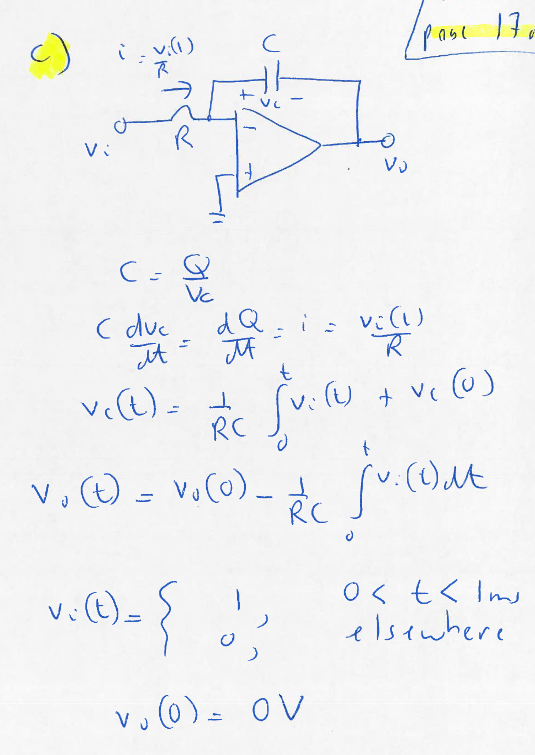 page 17
c) i = vi(t)/R
C
+ vc -
vi R
-
+
vo
C = Q/Vc
C dvc/dt = dQ/dt = i = vi(t)/R
vc(t) = 1/RC ∫₀ᵗ vi(t) + vc(0)
vo(t) = vo(0) - 1/RC ∫₀ᵗ vi(t) dt
vi(t) = { 1, 0 < t < 1ms
0, elsewhere
vo(0) = 0V